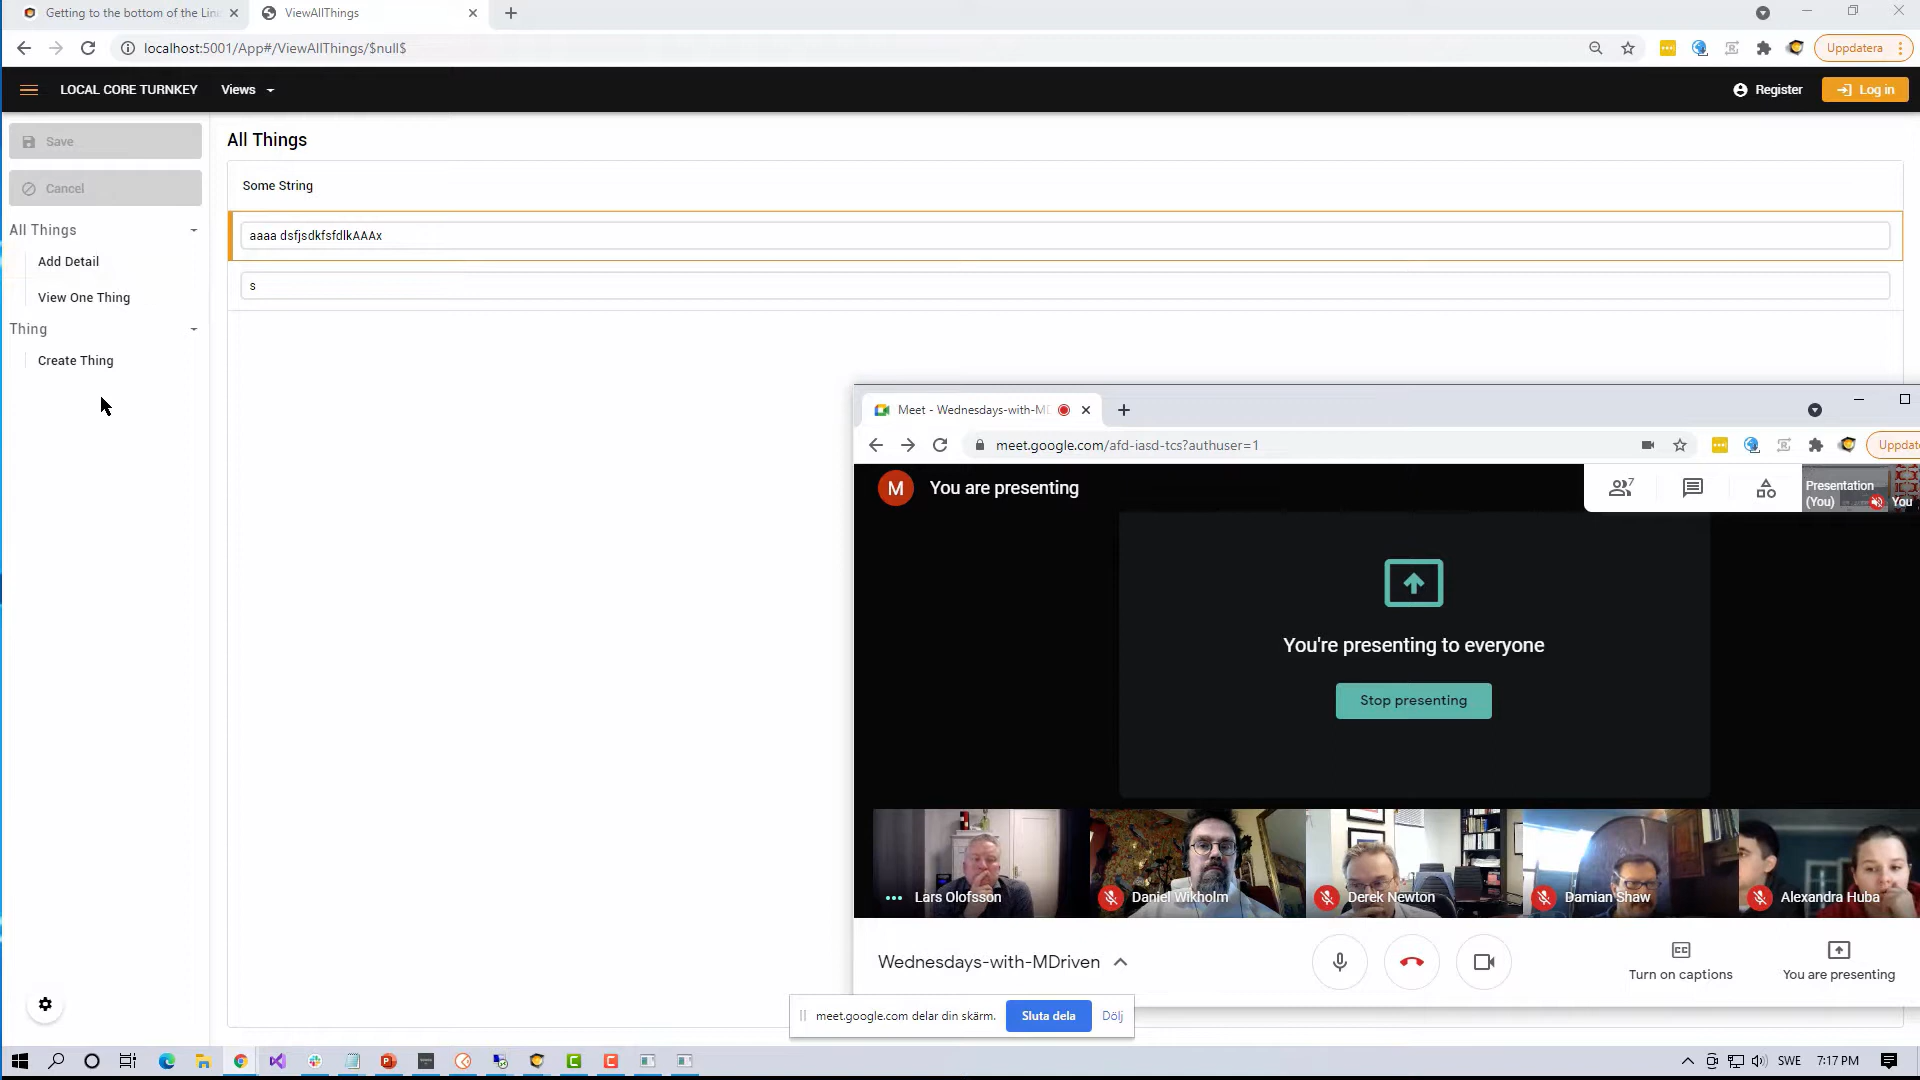 Getting to the bottom of the Lin
ViewAllThings
localhost:5001/App#/ViewAllThings/$null$
Uppdatera
LOCAL CORE TURNKEY
Views
Register
Log in
Save
Cancel
All Things
Add Detail
View One Thing
Thing
Create Thing
All Things
Some String
aaaa dsfjsdkfsfdlkAAAx
s
Meet - Wednesdays-with-MD
meet.google.com/afd-iasd-tcs?authuser=1
Uppdate
M
You are presenting
7
Presentation
(You)
You
You're presenting to everyone
Stop presenting
Lars Olofsson
Daniel Wikholm
Derek Newton
Damian Shaw
Alexandra Huba
Wednesdays-with-MDriven
Turn on captions
You are presenting
meet.google.com delar din skärm.
Sluta dela
Dölj
SWE
7:17 PM